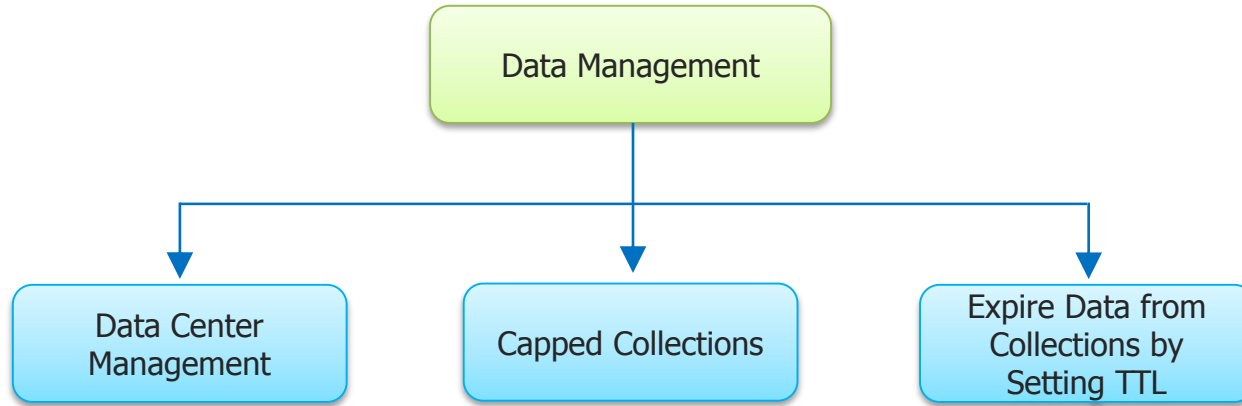 Data Management
Data Center
Management
Capped Collections
Expire Data from
Collections by
Setting TTL